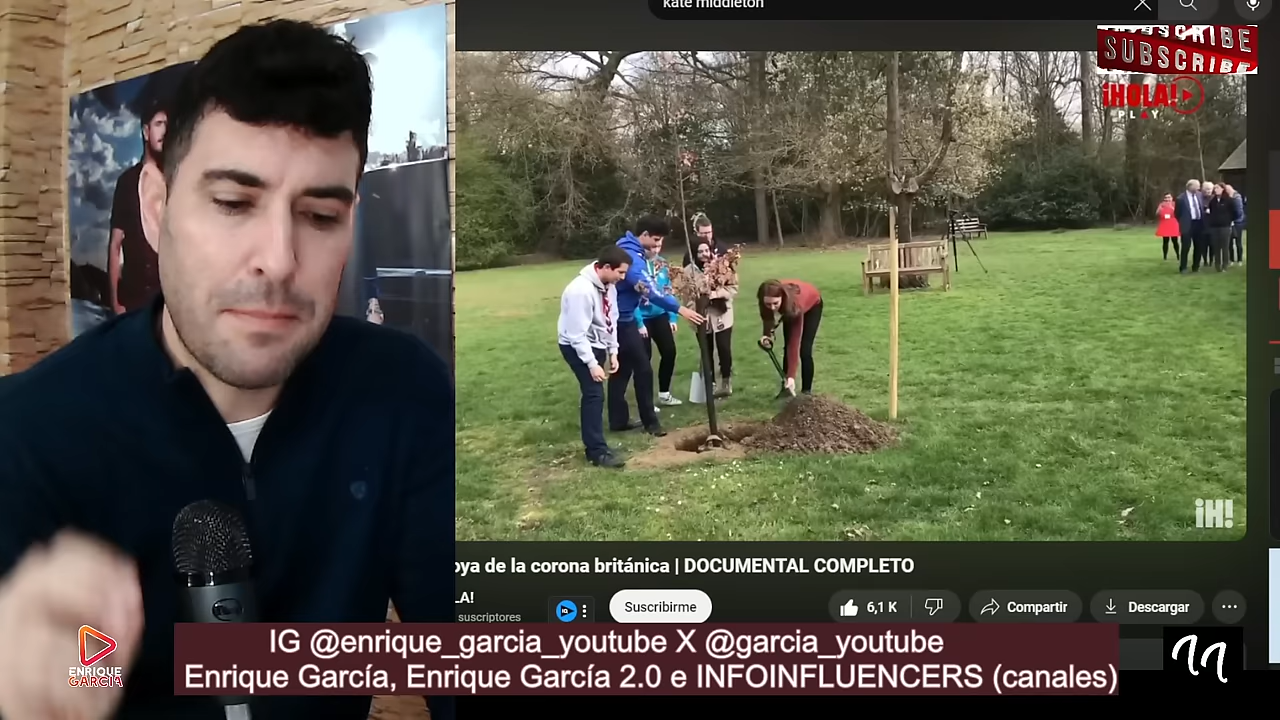 kate middleton
SUBSCRIBE
SUBSCRIBE
¡HOLA!
PLAY
iH!
oya de la corona británica | DOCUMENTAL COMPLETO
LA!
suscriptores
Suscribirme
6,1 K
Compartir
Descargar
IG @enrique_garcia_youtube X @garcia_youtube
Enrique García, Enrique García 2.0 e INFOINFLUENCERS (canales)
ENRIQUE
GARCÍA